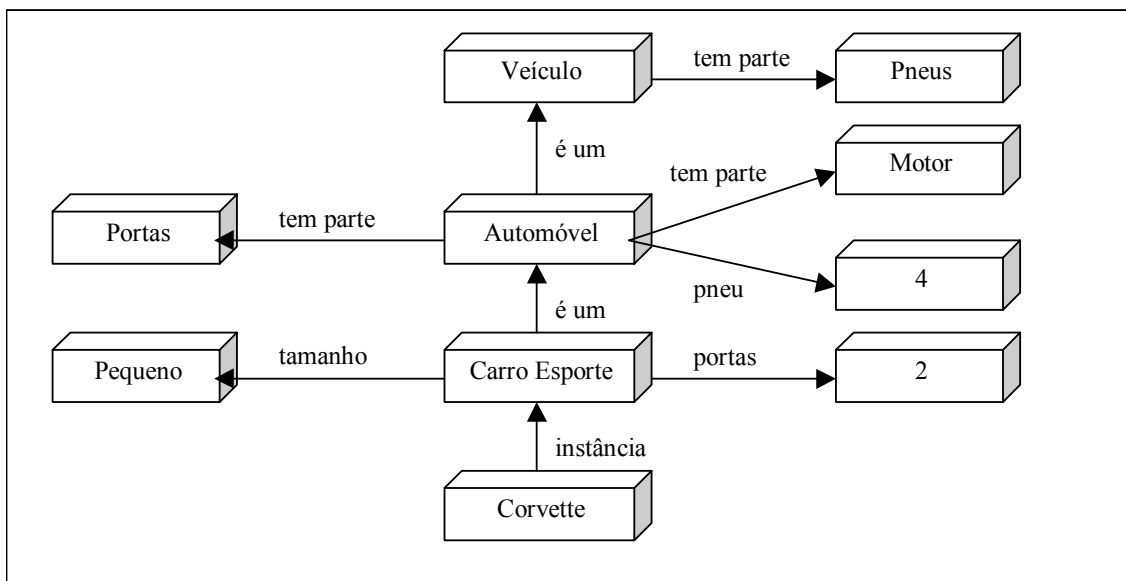 Veículo
tem parte
Pneus
é um
tem parte
Motor
Portas
tem parte
Automóvel
pneu
4
é um
Pequeno
tamanho
Carro Esporte
portas
2
instância
Corvette